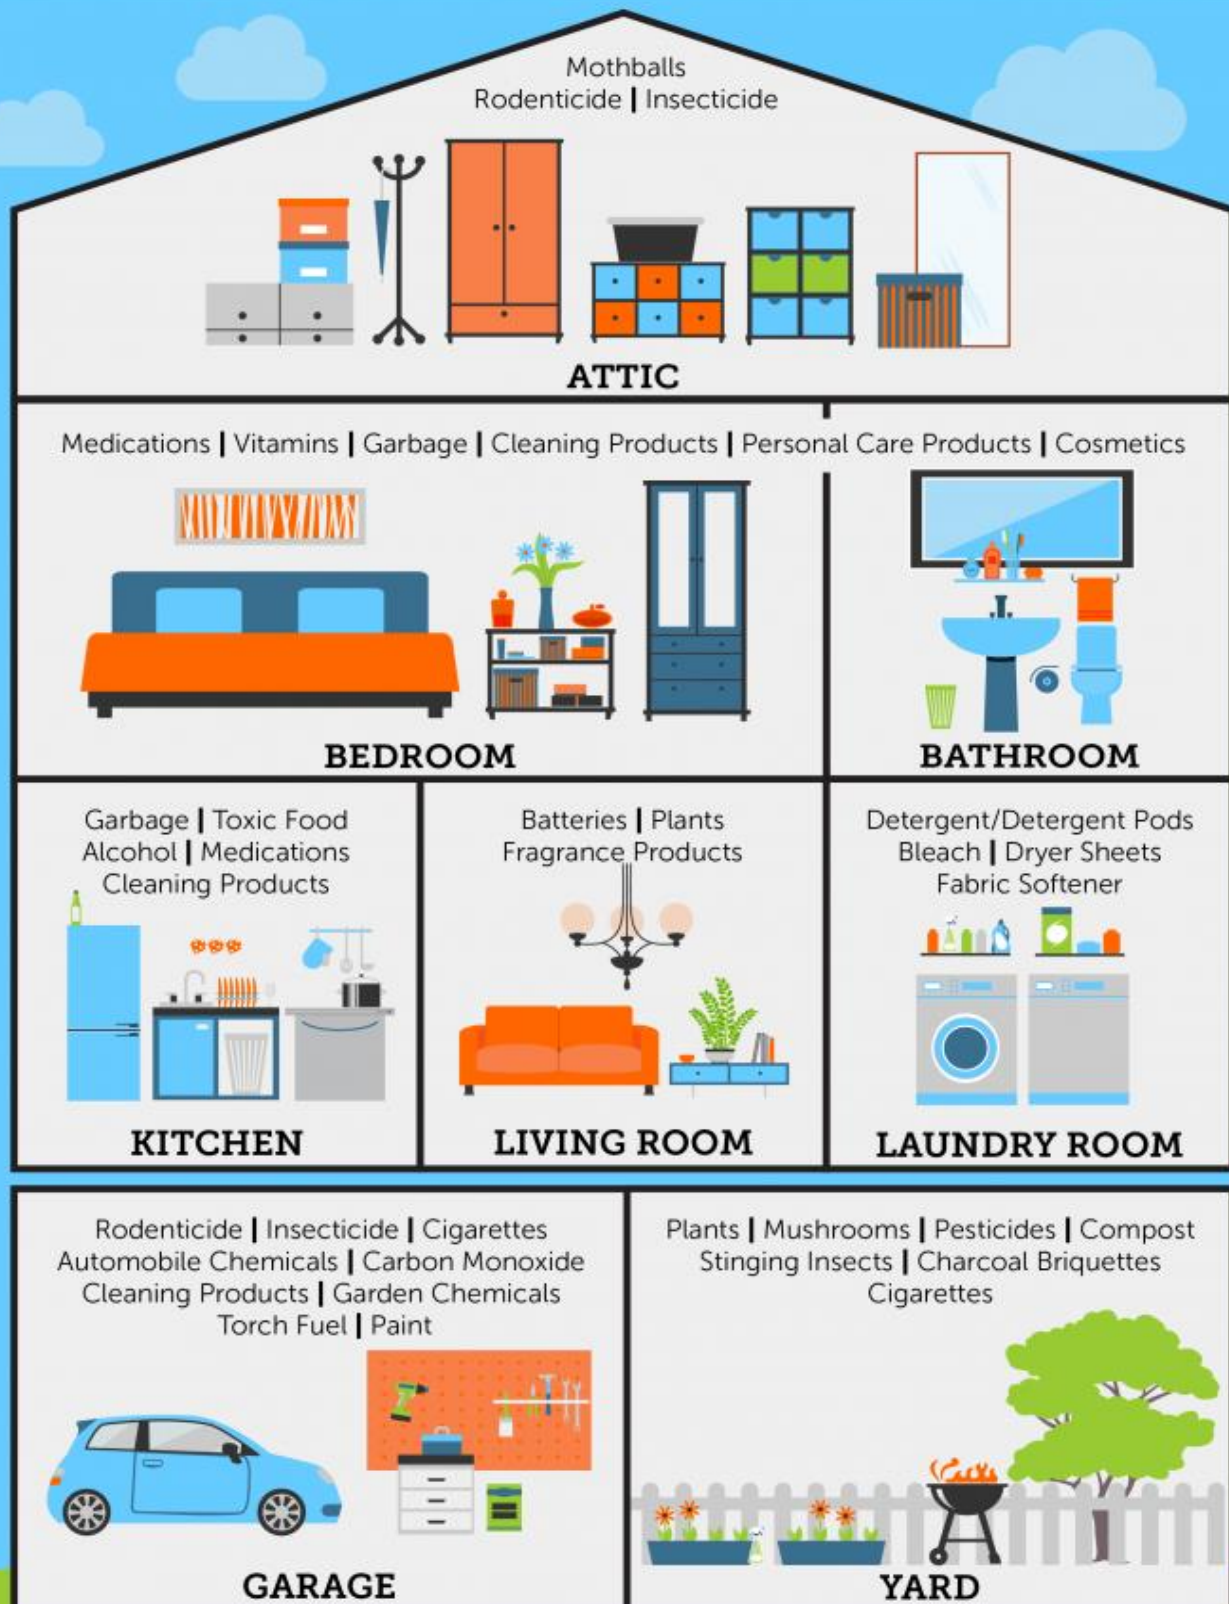 Mothballs
Rodenticide | Insecticide
ATTIC
Medications | Vitamins | Garbage | Cleaning Products | Personal Care Products | Cosmetics
BEDROOM
BATHROOM
Garbage | Toxic Food
Alcohol | Medications
Cleaning Products
KITCHEN
Batteries | Plants
Fragrance Products
LIVING ROOM
Detergent/Detergent Pods
Bleach | Dryer Sheets
Fabric Softener
LAUNDRY ROOM
Rodenticide | Insecticide | Cigarettes
Automobile Chemicals | Carbon Monoxide
Cleaning Products | Garden Chemicals
Torch Fuel | Paint
GARAGE
Plants | Mushrooms | Pesticides | Compost
Stinging Insects | Charcoal Briquettes
Cigarettes
YARD